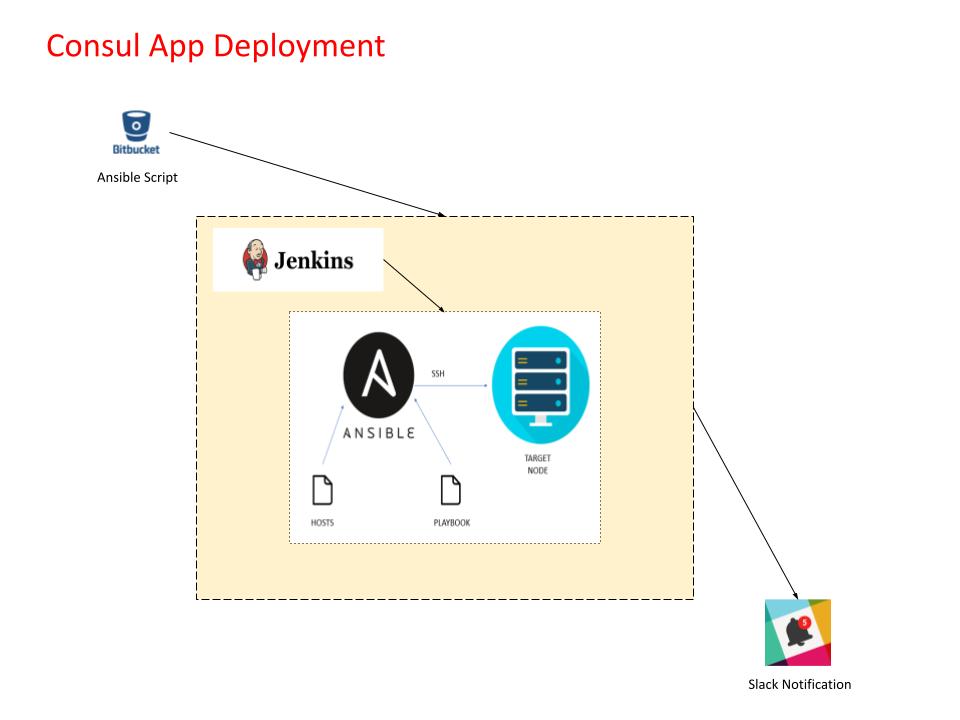 Consul App Deployment
Bitbucket
Ansible Script
Jenkins
SSH
ANSIBLE
TARGET
NODE
HOSTS
PLAYBOOK
5
Slack Notification